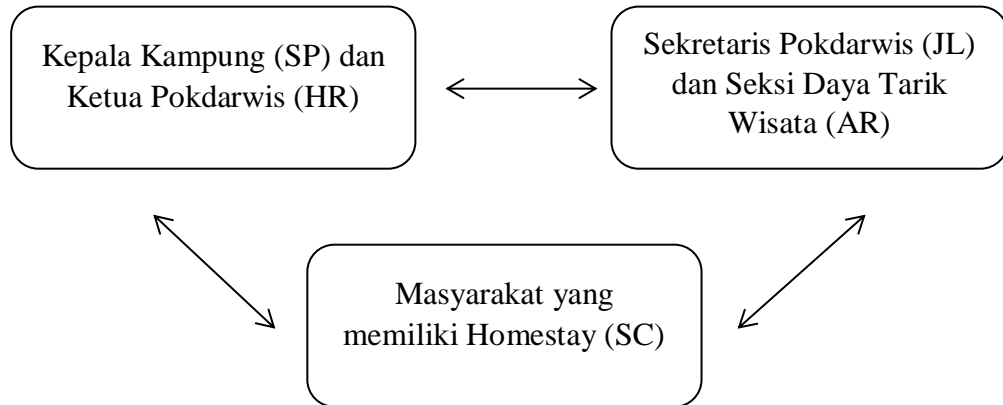 Kepala Kampung (SP) dan
Ketua Pokdarwis (HR)
Sekretaris Pokdarwis (JL)
dan Seksi Daya Tarik
Wisata (AR)
Masyarakat yang
memiliki Homestay (SC)